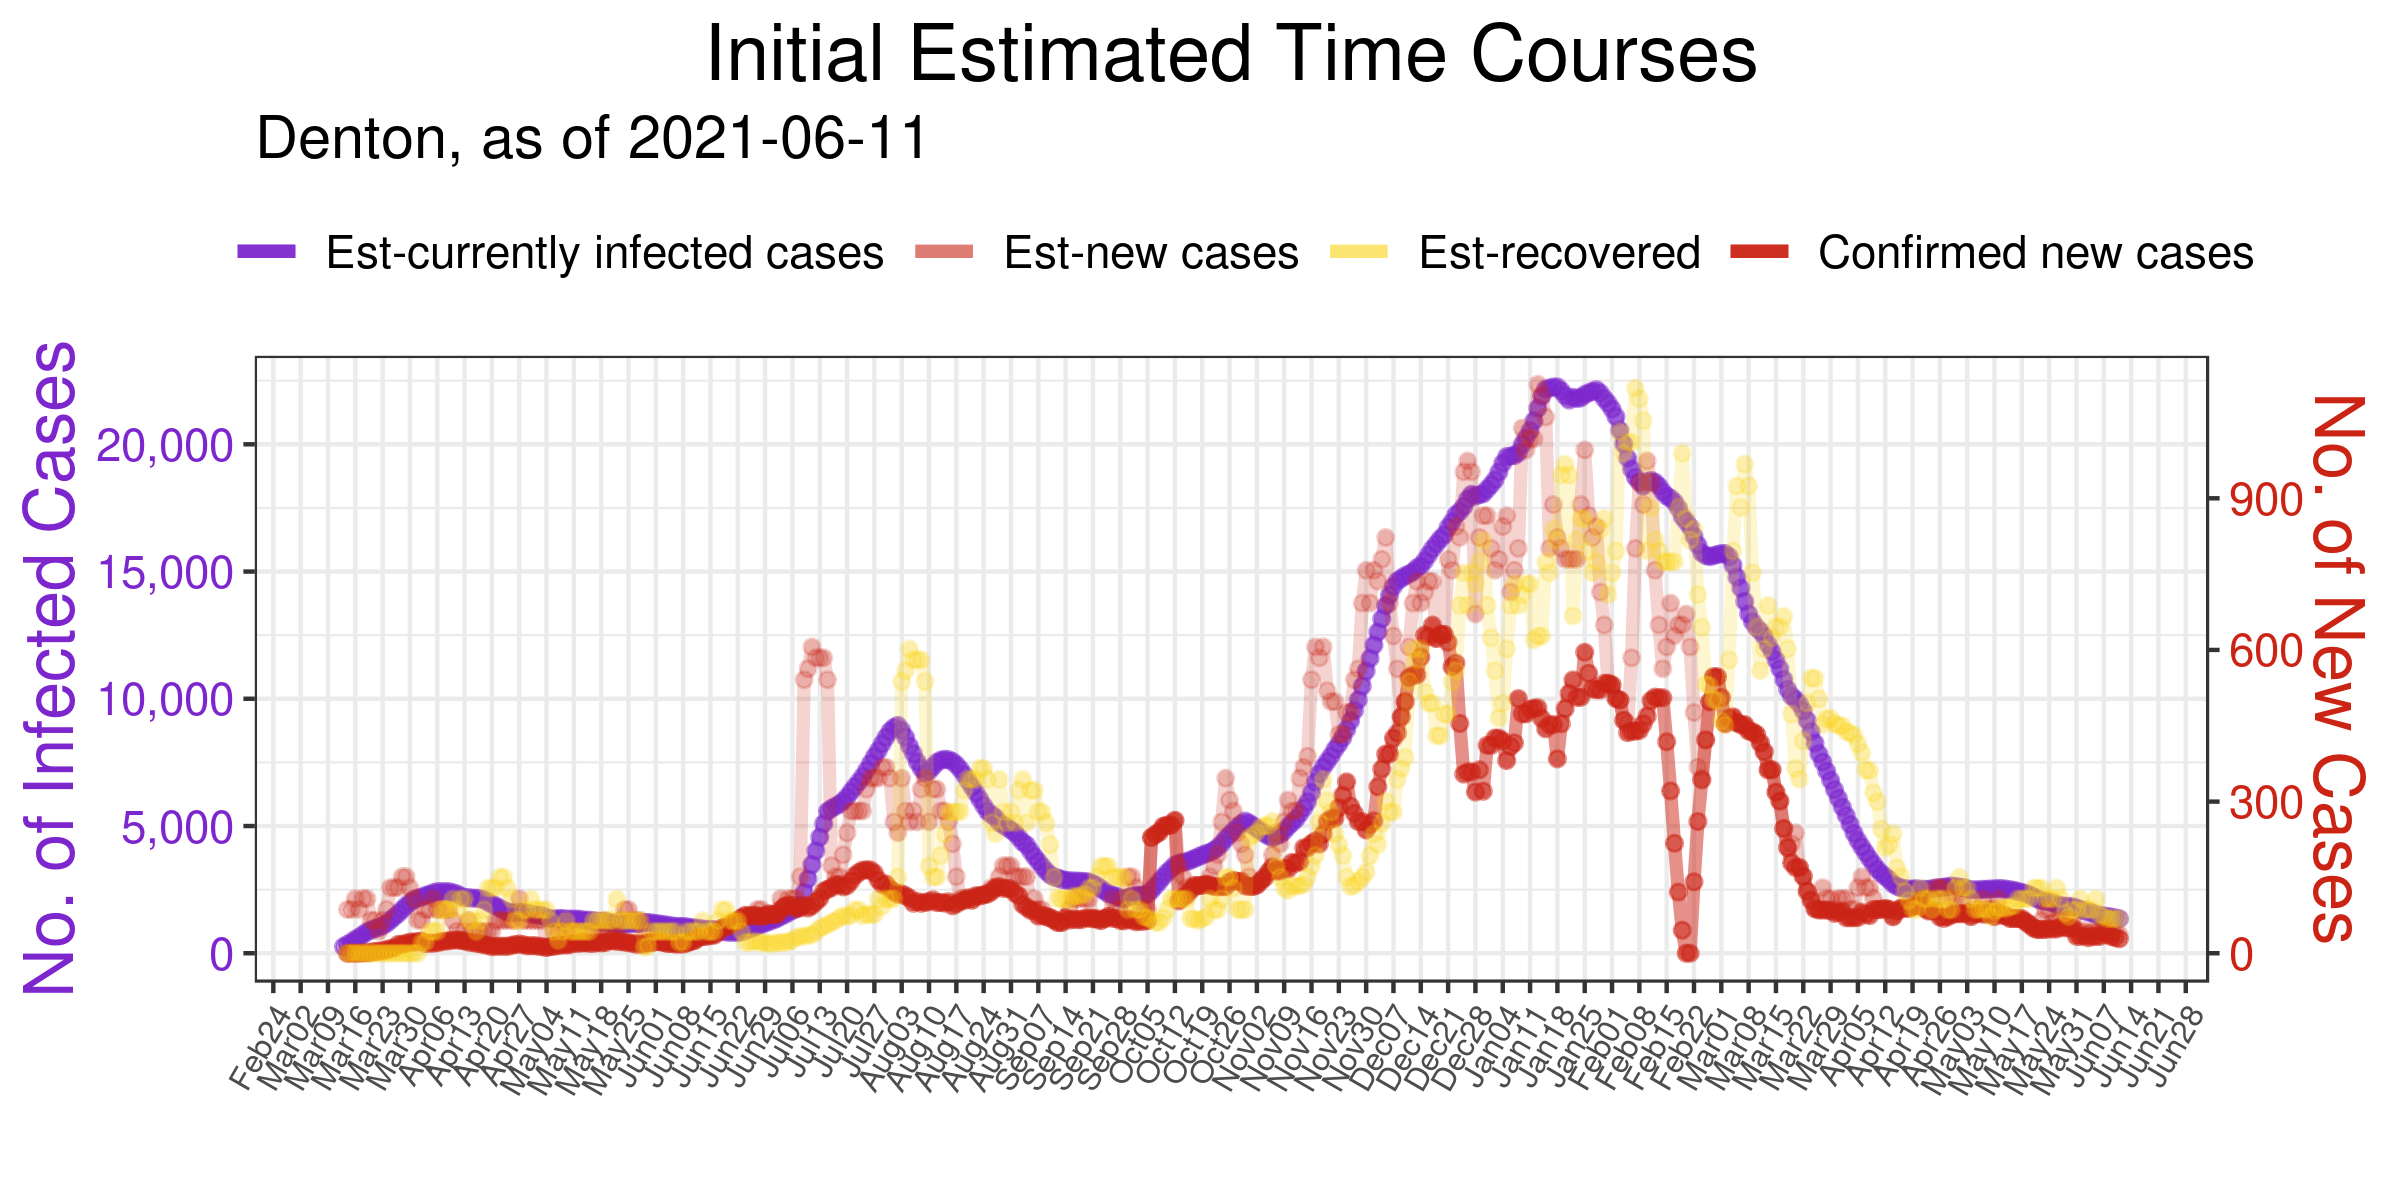 Initial Estimated Time Courses
Denton, as of 2021-06-11
Est-currently infected cases Est-new cases Est-recovered Confirmed new cases
No. of Infected Cases
20,000
15,000
10,000
5,000
0
900
600
300
0
No. of New Cases
Feb24 Mar02 Mar09 Mar16 Mar23 Mar30 Apr06 Apr13 Apr20 Apr27 May04 May11 May18 May25 Jun01 Jun08 Jun15 Jun22 Jun29 Jul06 Jul13 Jul20 Jul27 Aug03 Aug10 Aug17 Aug24 Aug31 Sep07 Sep14 Sep21 Sep28 Oct05 Oct12 Oct19 Oct26 Nov02 Nov09 Nov16 Nov23 Nov30 Dec07 Dec14 Dec21 Dec28 Jan04 Jan11 Jan18 Jan25 Feb01 Feb08 Feb15 Feb22 Mar01 Mar08 Mar15 Mar22 Mar29 Apr05 Apr12 Apr19 Apr26 May03 May10 May17 May24 May31 Jun07 Jun14 Jun21 Jun28